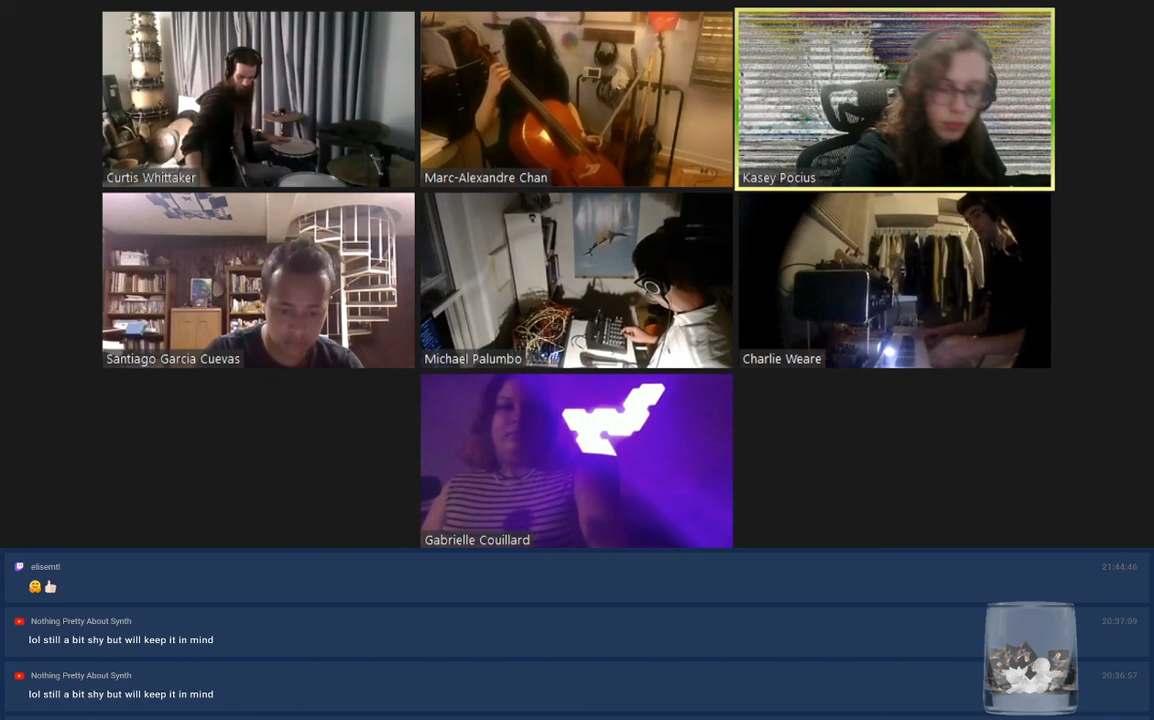 Curtis Whittaker
Marc-Alexandre Chan
Kasey Pocius
Santiago Garcia Cuevas
Michael Palumbo
Charlie Weare
Gabrielle Couillard
elisemtl
21:44:46
🤗👍🏻
Nothing Pretty About Synth
20:37:09
lol still a bit shy but will keep it in mind
Nothing Pretty About Synth
20:36:57
lol still a bit shy but will keep it in mind